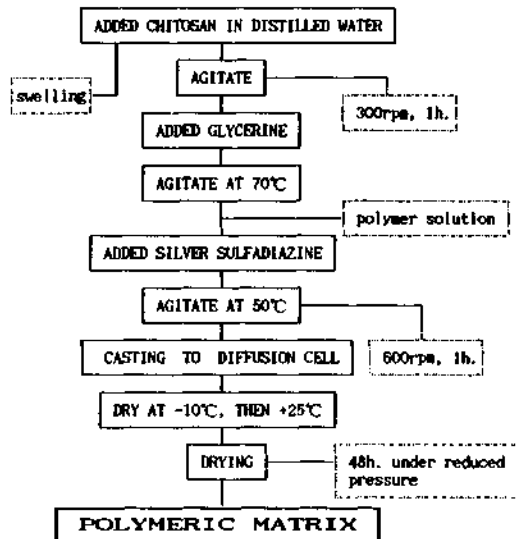 ADDED CHITOSAN IN DISTILLED WATER
AGITATE
swelling
300rpm, 1h.
ADDED GLYCERINE
AGITATE AT 70℃
polymer solution
ADDED SILVER SULFADIAZINE
AGITATE AT 50℃
CASTING TO DIFFUSION CELL
600rpm, 1h.
DRY AT -10℃, THEN +25℃
DRYING
48h. under reduced
pressure
POLYMERIC MATRIX